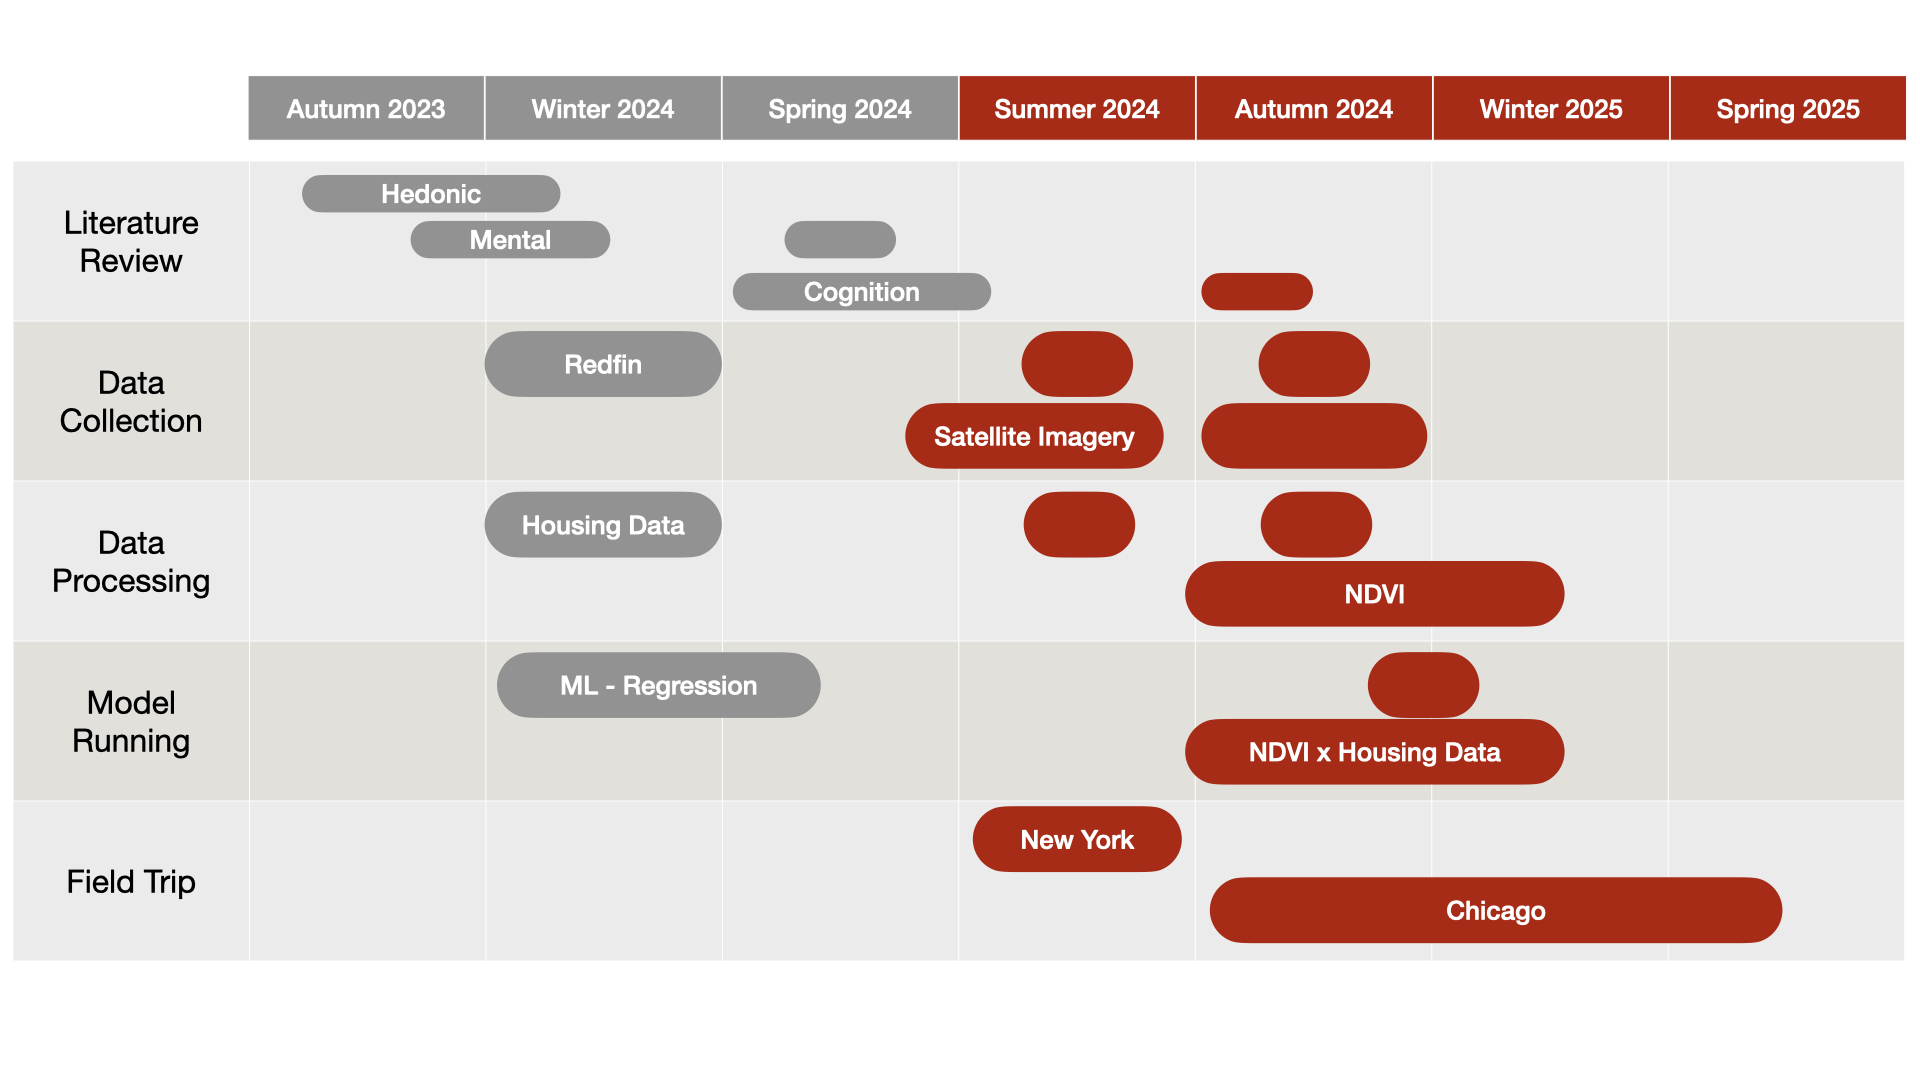 Autumn 2023
Winter 2024
Spring 2024
Summer 2024
Autumn 2024
Winter 2025
Spring 2025
Literature
Review
Hedonic
Mental
Cognition
Data
Collection
Redfin
Satellite Imagery
Data
Processing
Housing Data
NDVI
Model
Running
ML - Regression
NDVI x Housing Data
Field Trip
New York
Chicago